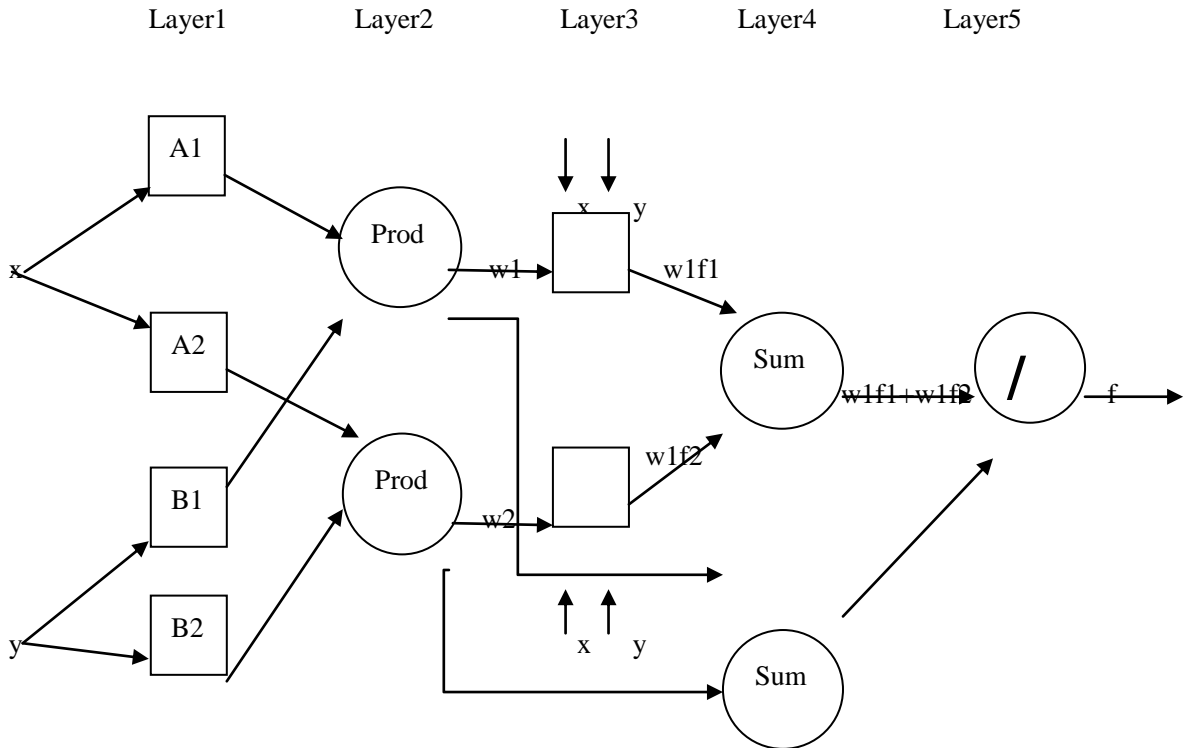 Layer1 Layer2 Layer3 Layer4 Layer5
A1
x y
Prod
x
w1
w1f1
A2
Sum
w1f1+w1f2
/
f
w1f2
B1
Prod
w2
B2
y
x y
Sum